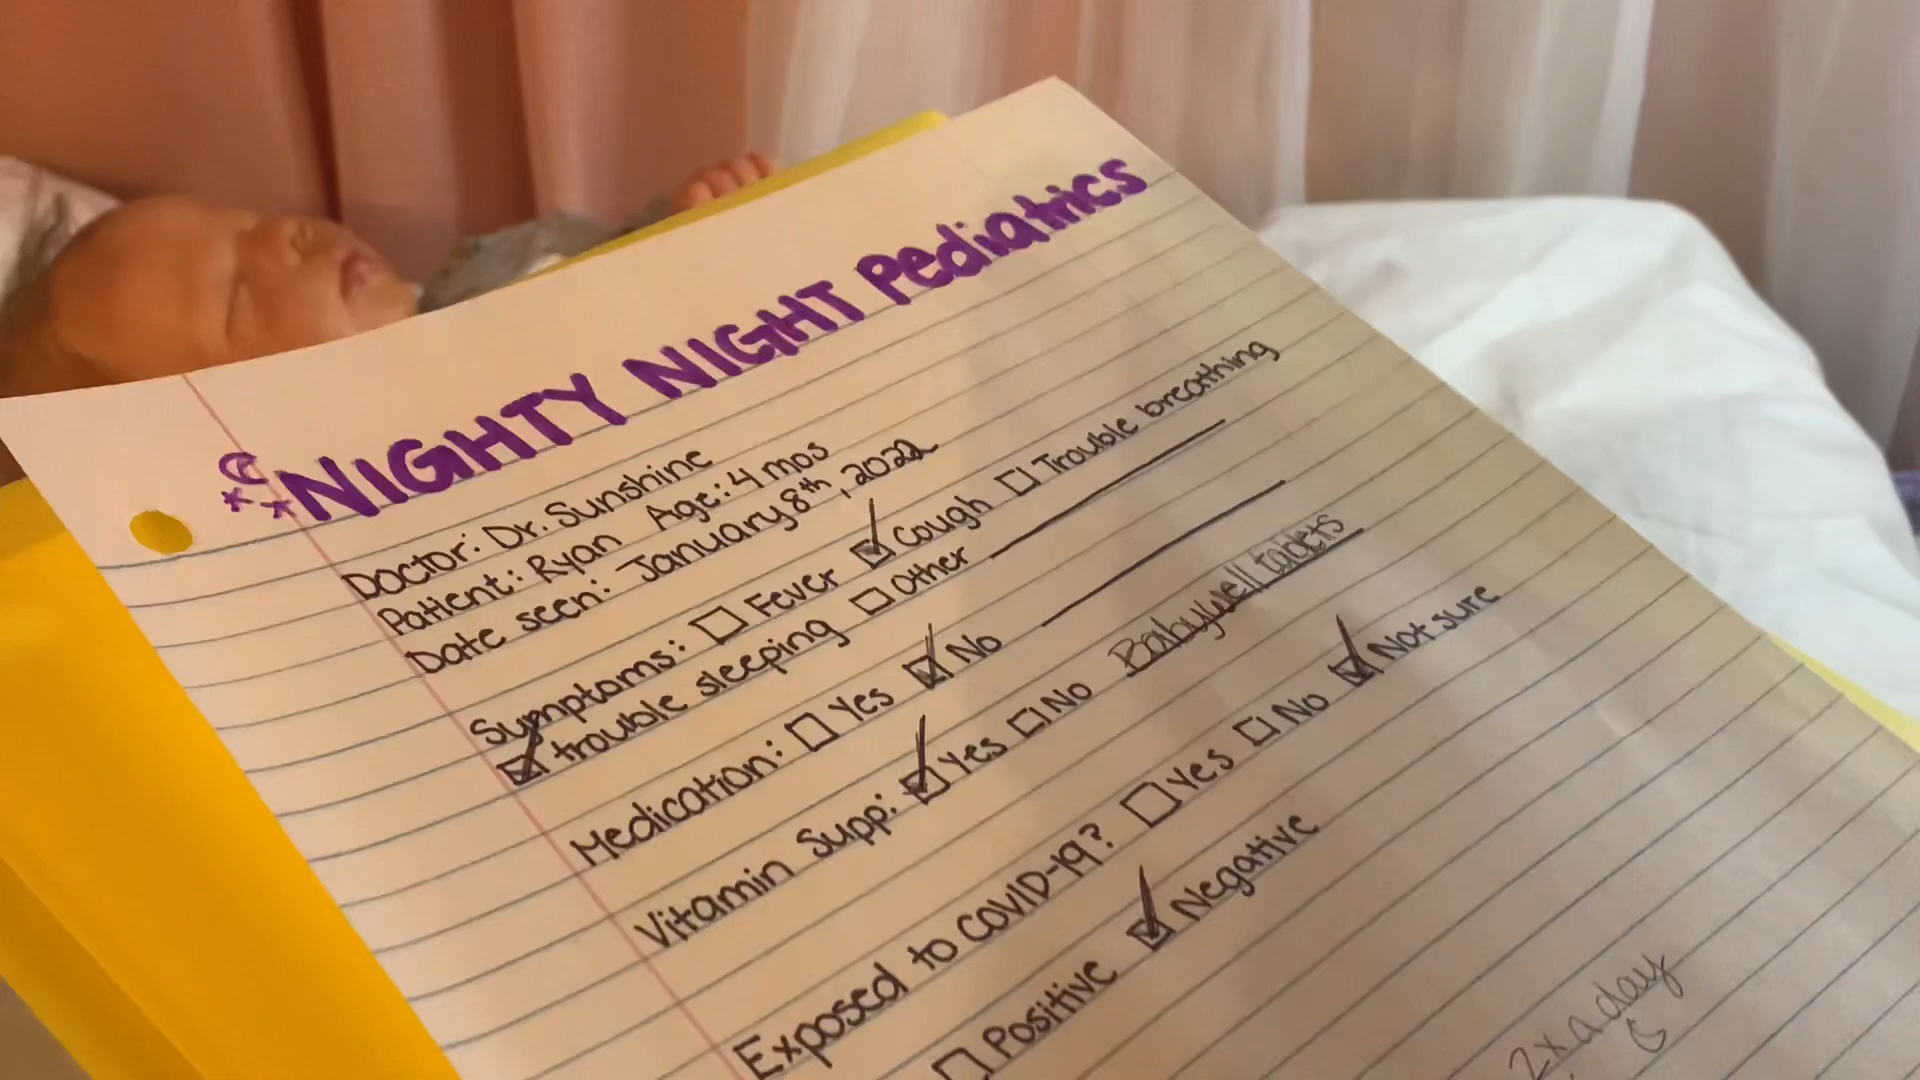 NIGHTY NIGHT Pediatrics
Doctor: Dr. Sunshine
Patient: Ryan Age: 4 mos
Date seen: January 8th, 2022
Symptoms: ☐ Fever ☑ Cough ☐ Trouble breathing
☑ trouble sleeping ☐ Other
Medication: ☐ Yes ☑ No
Vitamin Supp: ☑ Yes ☐ No Babywell tablets
Exposed to COVID-19? ☐ Yes ☐ No ☑ Not sure
☐ Positive ☑ Negative
2x a day